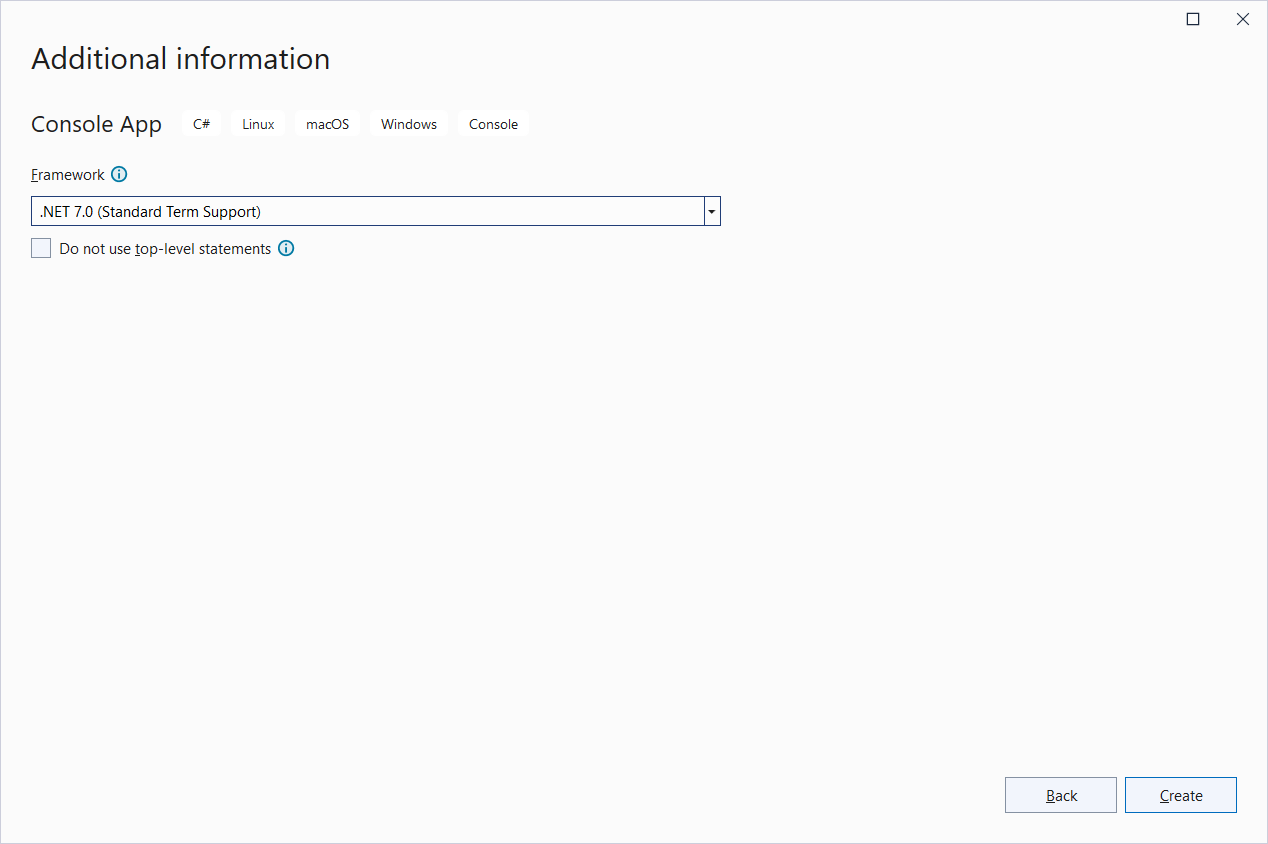 Additional information
Console App C# Linux macOS Windows Console
Framework
.NET 7.0 (Standard Term Support)
Do not use top-level statements
Back Create